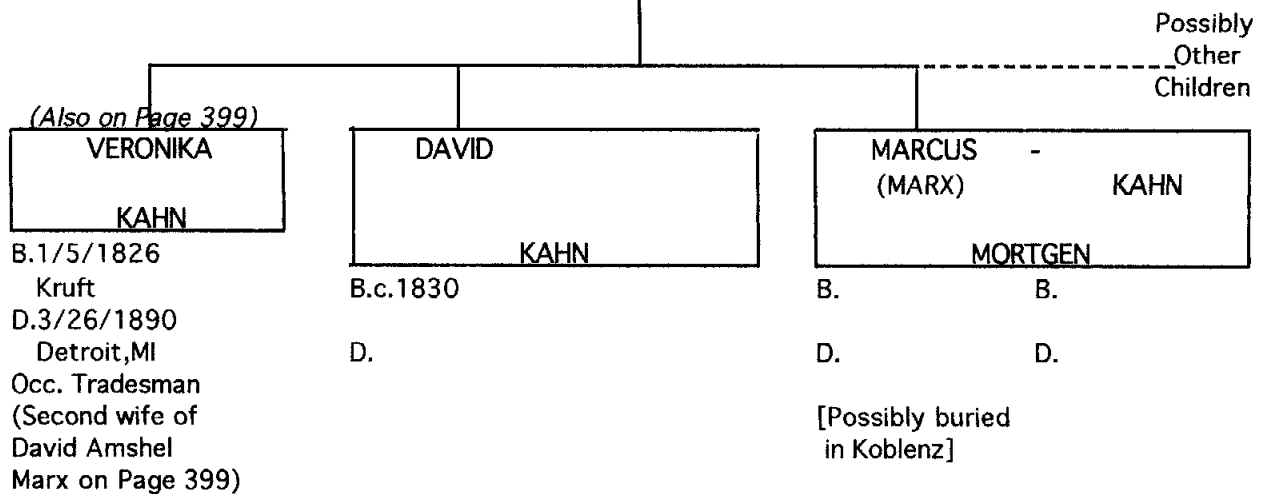 Possibly
Other
Children
(Also on Page 399)
VERONIKA
KAHN
B.1/5/1826
Kruft
D.3/26/1890
Detroit,MI
Occ. Tradesman
(Second wife of
David Amshel
Marx on Page 399)
DAVID
KAHN
B.c.1830
D.
MARCUS -
(MARX) KAHN
MORTGEN
B. B.
D. D.
[Possibly buried
in Koblenz]